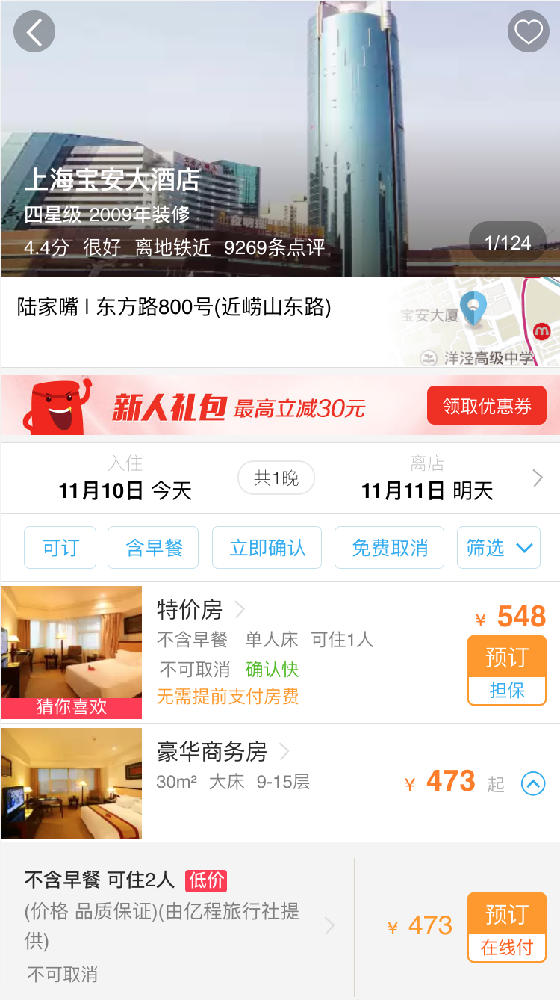 上海宝安大酒店
四星级 2009年装修
4.4分 很好 离地铁近 9269条点评
1/124
陆家嘴 | 东方路800号(近崂山东路)
宝安大厦
洋泾高级中学
新人礼包 最高立减30元 领取优惠券
入住 离店
11月10日 今天 共1晚 11月11日 明天
可订 含早餐 立即确认 免费取消 筛选
特价房
¥ 548
不含早餐 单人床 可住1人
预订
不可取消 确认快
担保
无需提前支付房费
猜你喜欢
豪华商务房
30m² 大床 9-15层
¥ 473 起
不含早餐 可住2人 低价
(价格 品质保证)(由亿程旅行社提
供)
不可取消
¥ 473
预订
在线付